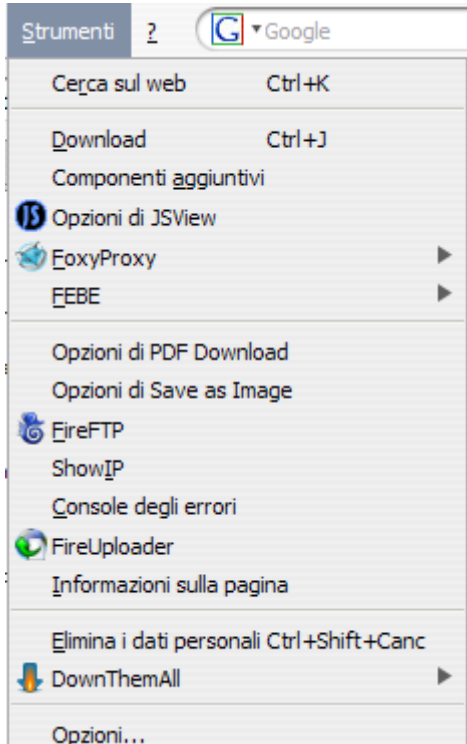 Strumenti ? G Google
Cerca sul web Ctrl+K
Download Ctrl+J
Componenti aggiuntivi
JS Opzioni di JSView
FoxyProxy
FEBE
Opzioni di PDF Download
Opzioni di Save as Image
FireFTP
ShowIP
Console degli errori
FireUploader
Informazioni sulla pagina
Elimina i dati personali Ctrl+Shift+Canc
DownThemAll
Opzioni...